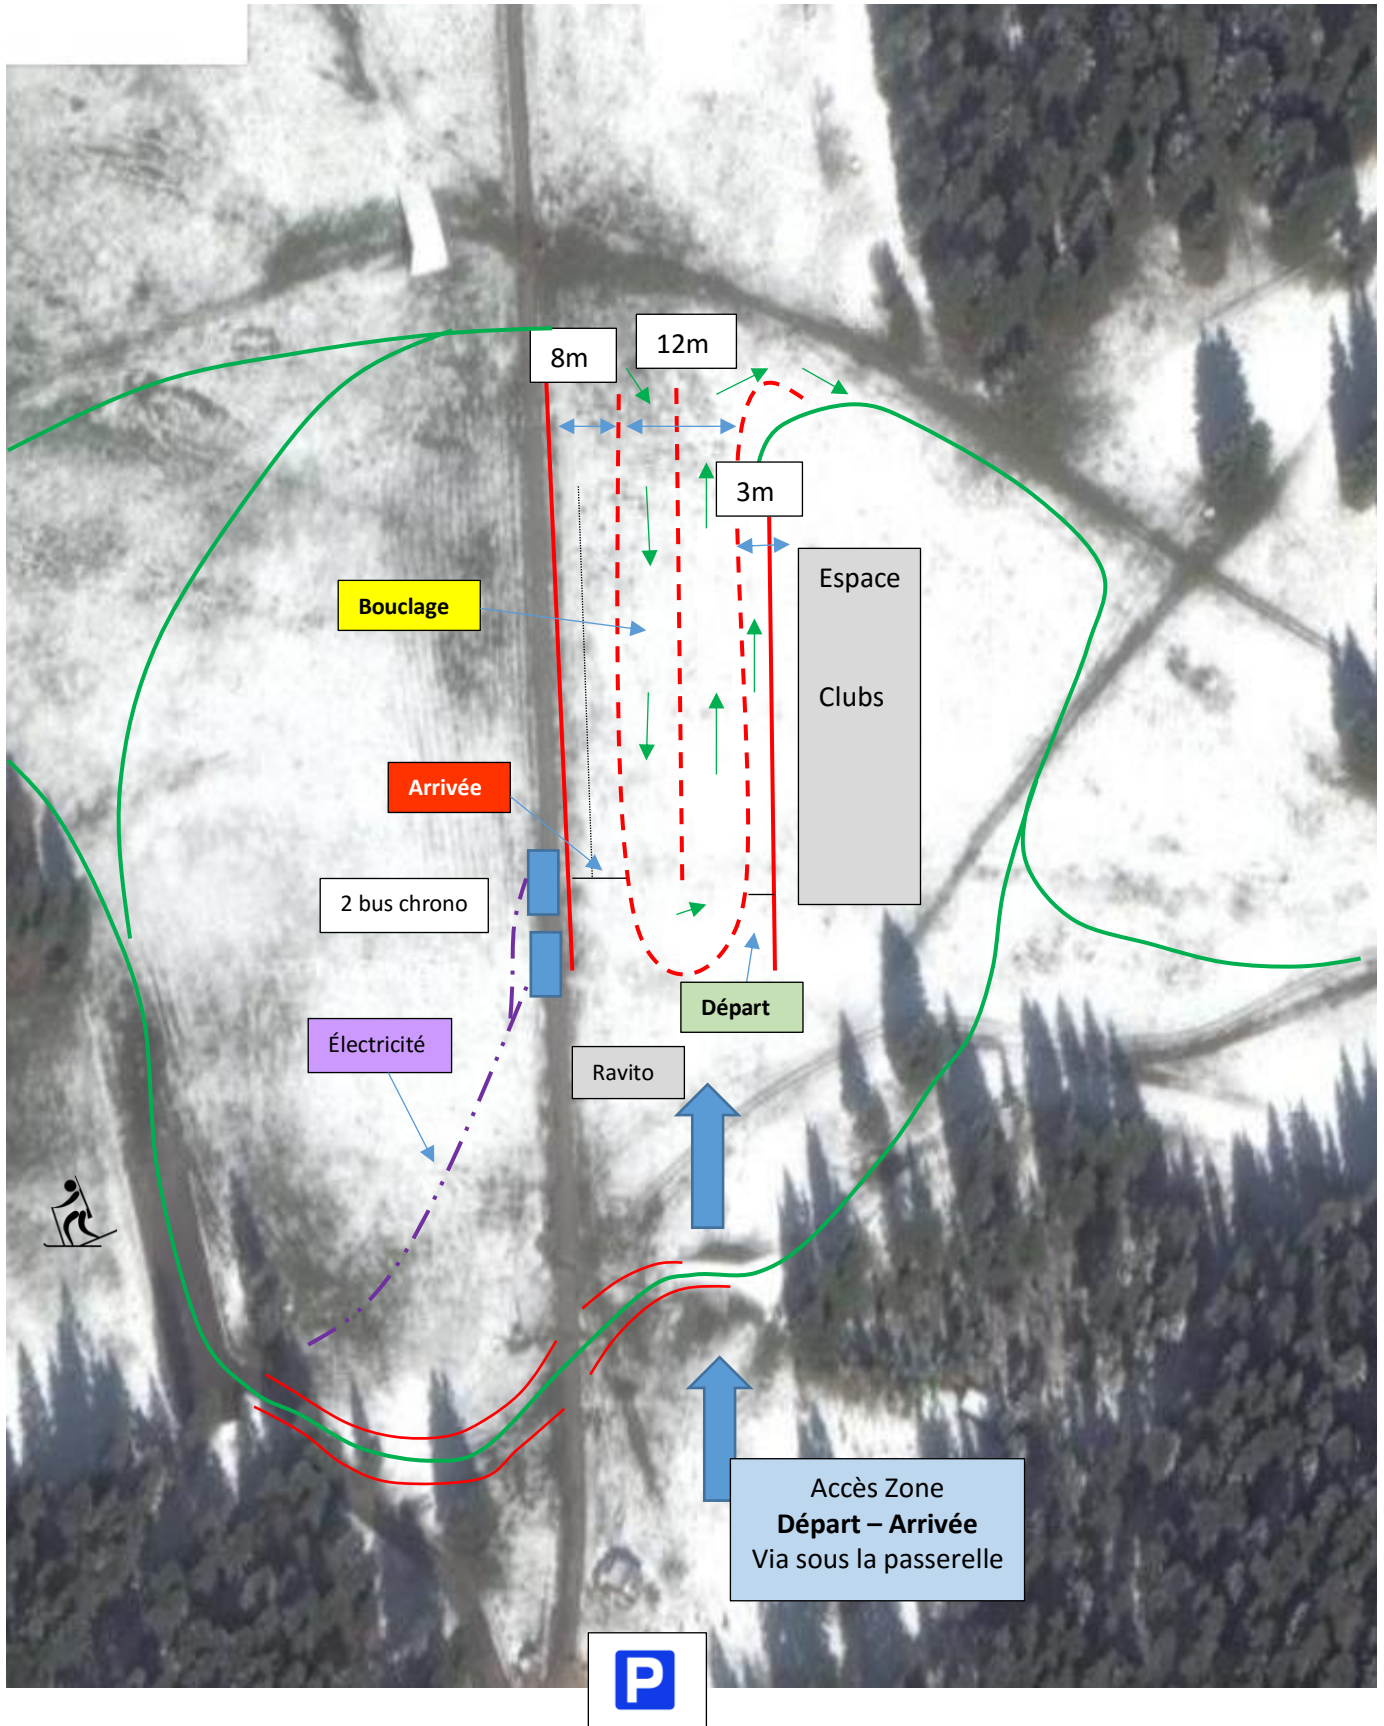 12m
8m
3m
Espace
Clubs
Bouclage
Arrivée
2 bus chrono
Départ
Électricité
Ravito
Accès Zone
Départ – Arrivée
Via sous la passerelle
P